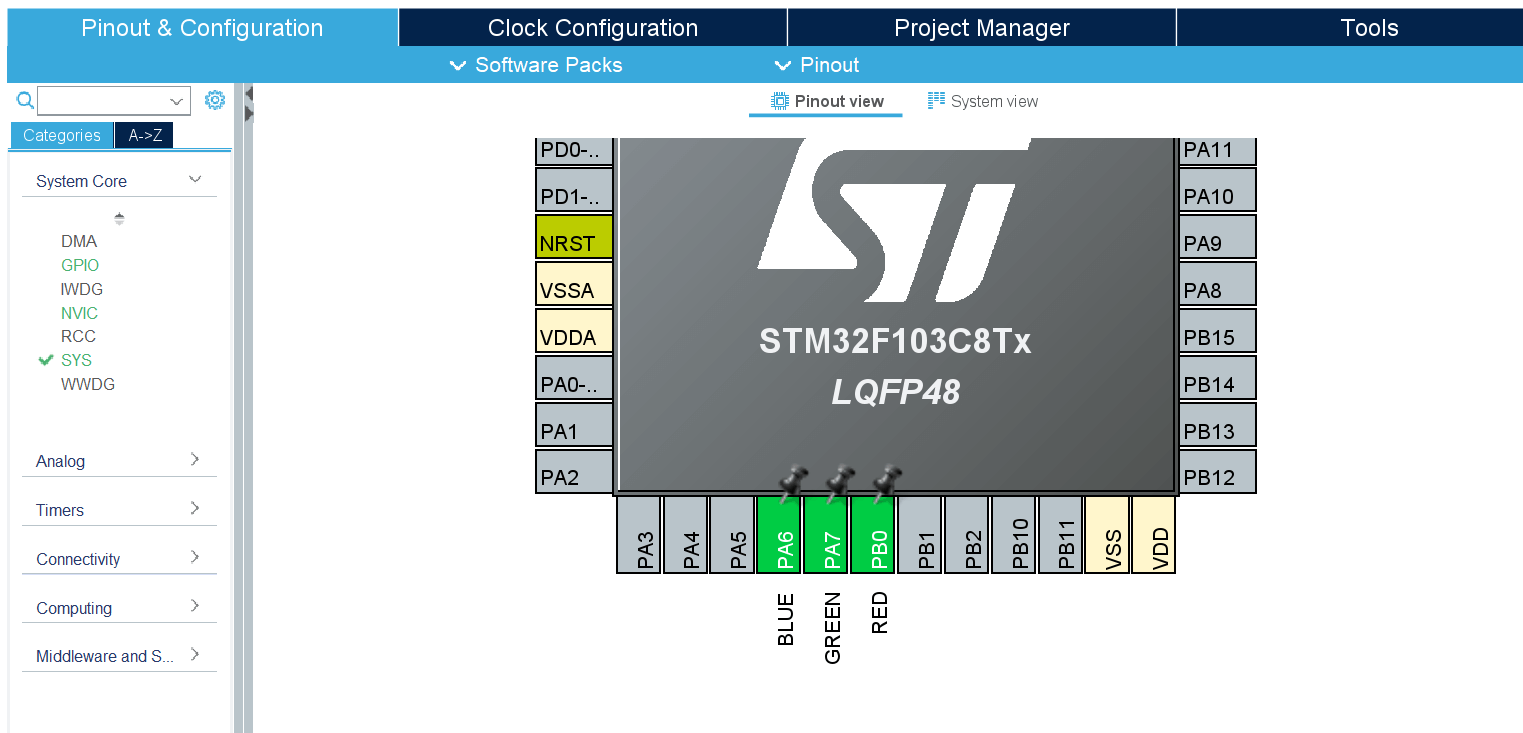 Pinout & Configuration
Clock Configuration
Project Manager
Tools
Software Packs
Pinout
Pinout view
System view
Categories
A->Z
System Core
DMA
GPIO
IWDG
NVIC
RCC
SYS
WWDG
Analog
Timers
Connectivity
Computing
Middleware and S...
PD0-..
PD1-..
NRST
VSSA
VDDA
PA0-..
PA1
PA2
ST
STM32F103C8Tx
LQFP48
PA11
PA10
PA9
PA8
PB15
PB14
PB13
PB12
PA3
PA4
PA5
PA6
PA7
PB0
PB1
PB2
PB10
PB11
VSS
VDD
BLUE
GREEN
RED